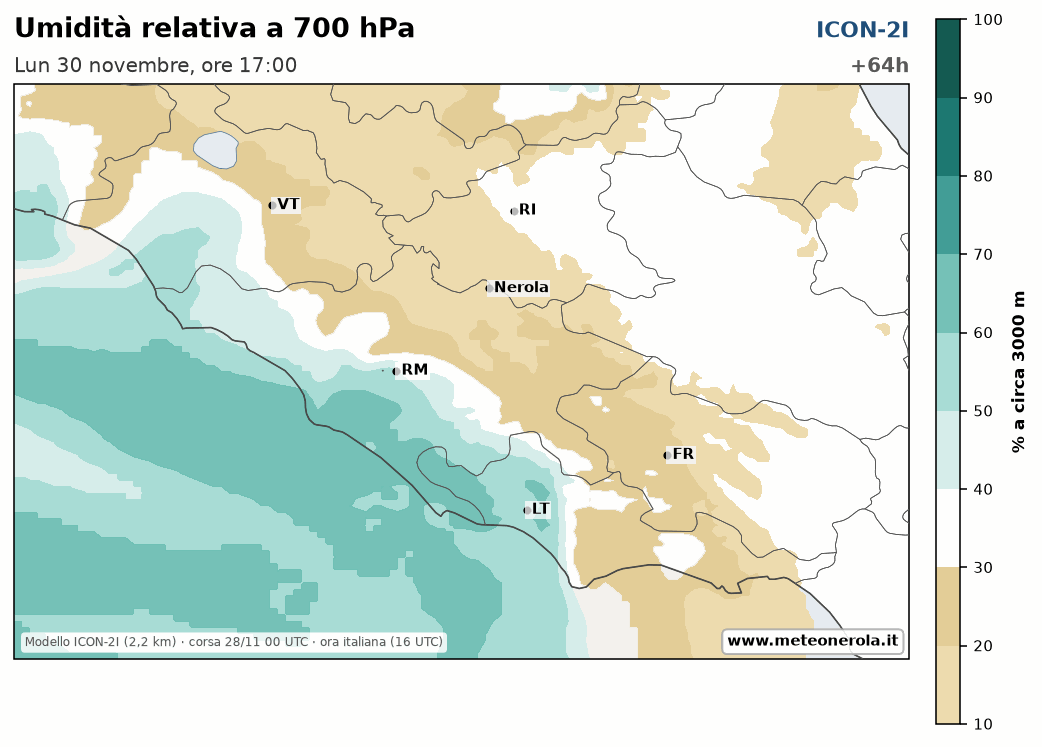 Umidità relativa a 700 hPa
ICON-2I
Lun 30 novembre, ore 17:00
+64h
100
90
80
70
60
50
40
30
20
10
% a circa 3000 m
VT
RI
Nerola
RM
FR
LT
Modello ICON-2I (2,2 km) · corsa 28/11 00 UTC · ora italiana (16 UTC)
www.meteonerola.it